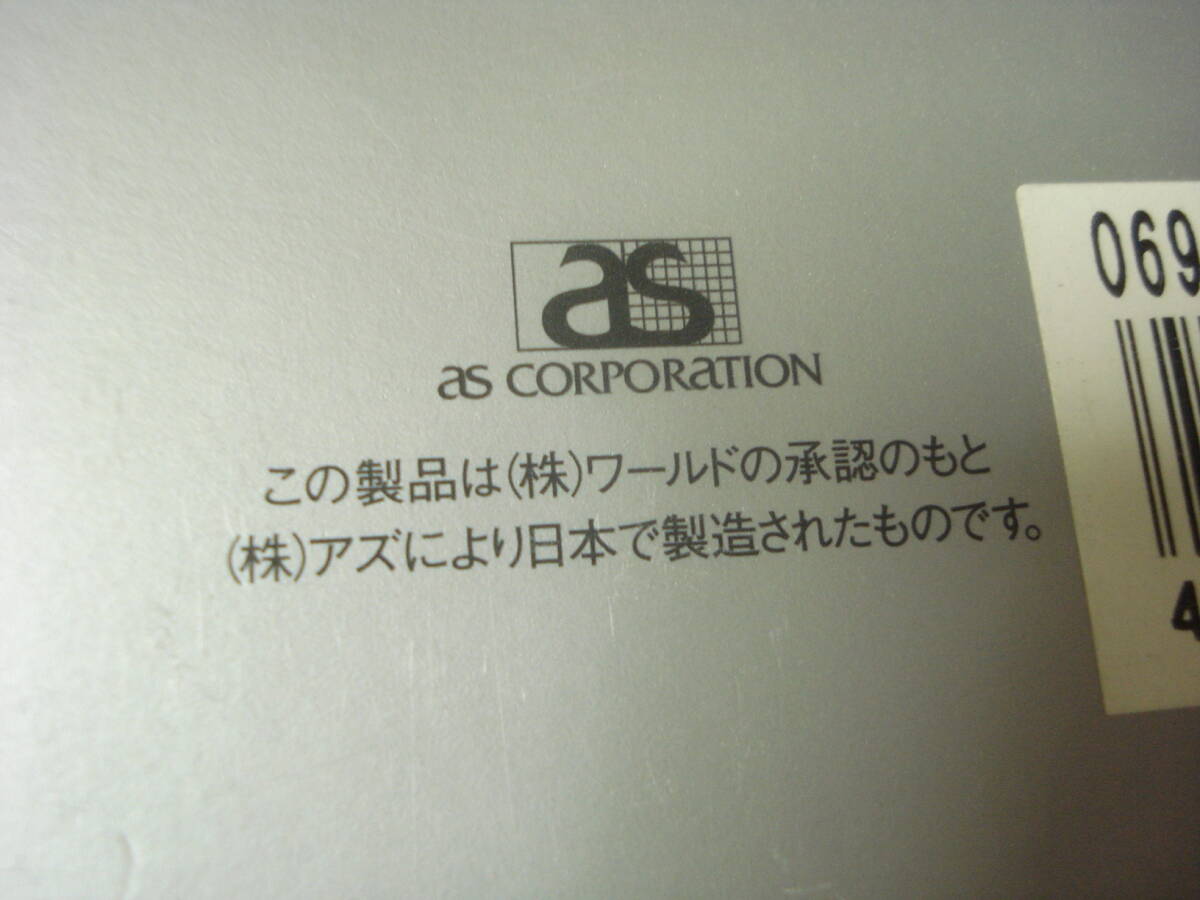 as
as CORPORaTION
この製品は(株)ワールドの承認のもと
(株)アズにより日本で製造されたものです。
069
4